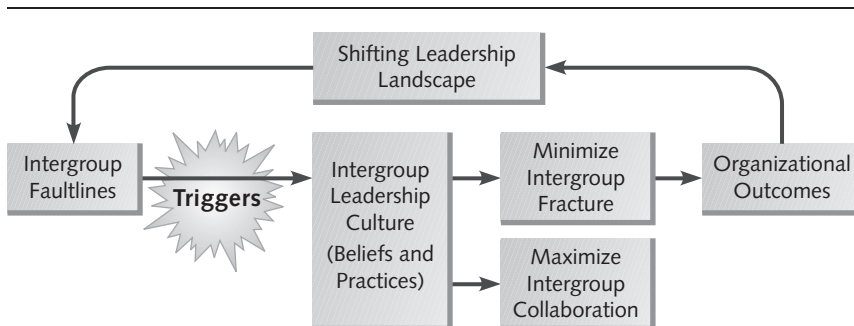 Shifting Leadership
Landscape
Intergroup
Faultlines
Triggers
Intergroup
Leadership
Culture
(Beliefs and
Practices)
Minimize
Intergroup
Fracture
Maximize
Intergroup
Collaboration
Organizational
Outcomes